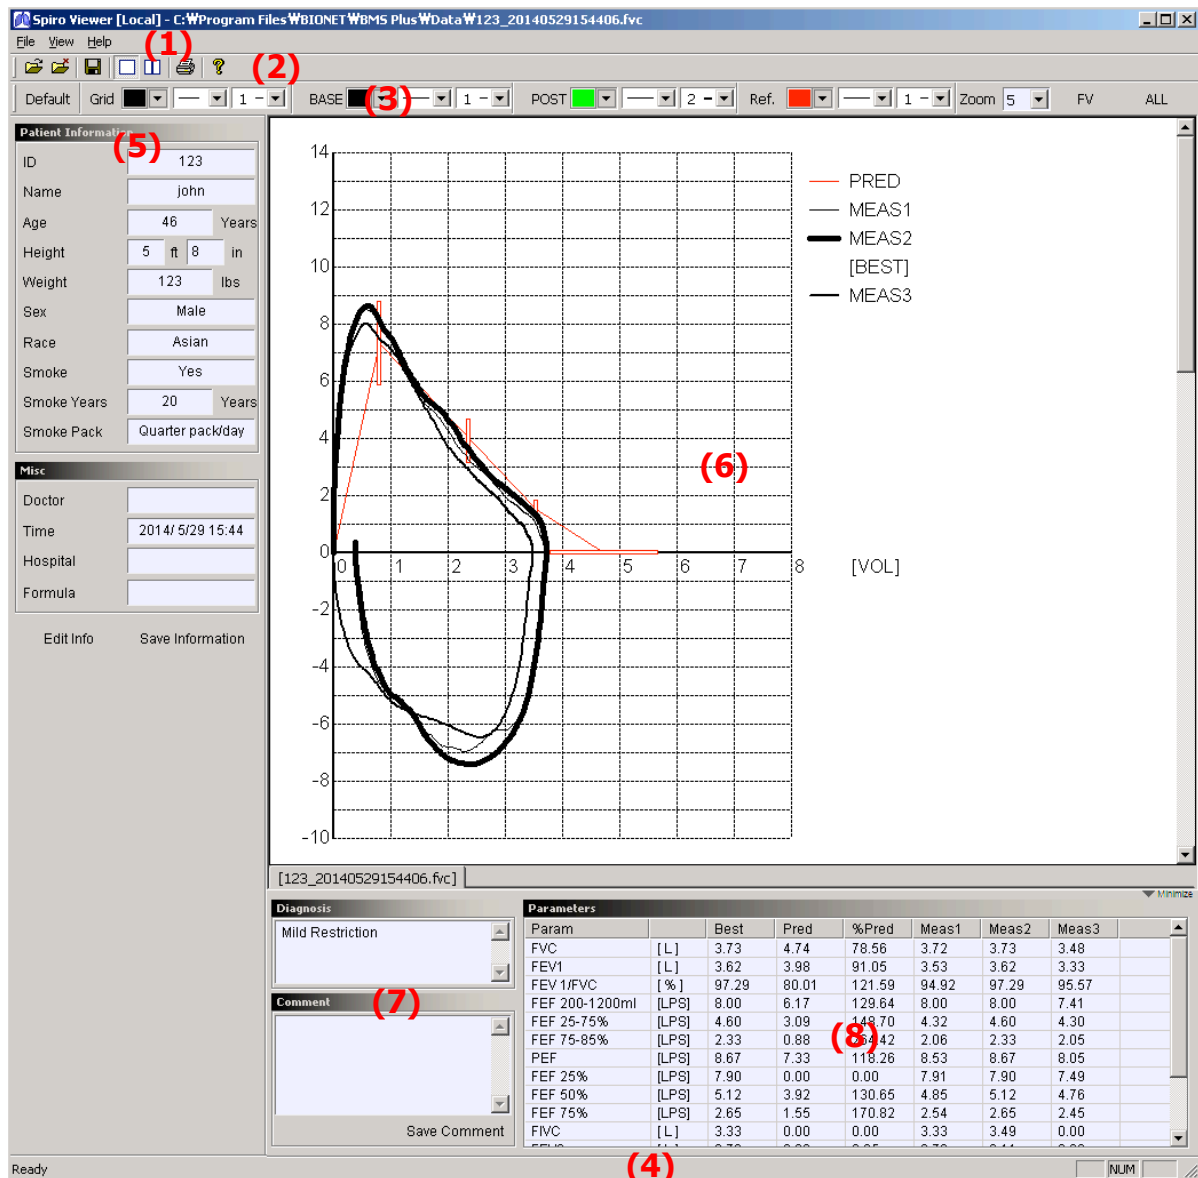 Spiro Viewer [Local] - C:₩Program Files₩BIONET₩BMS Plus₩Data₩123_20140529154406.fvc
File View Help
(1)
(2)
Default Grid 1 BASE (3) 1 POST 2 Ref. 1 Zoom 5 FV ALL
Patient Information
(5)
ID 123
Name john
Age 46 Years
Height 5 ft 8 in
Weight 123 lbs
Sex Male
Race Asian
Smoke Yes
Smoke Years 20 Years
Smoke Pack Quarter pack/day
Misc
Doctor
Time 2014/ 5/29 15:44
Hospital
Formula
Edit Info Save Information
14
12
10
8
6
4
2
0
-2
-4
-6
-8
-10
0 1 2 3 4 5 6 7 8 [VOL]
PRED
MEAS1
MEAS2
[BEST]
MEAS3
(6)
[123_20140529154406.fvc]
Minimize
Diagnosis
Mild Restriction
Comment
(7)
Save Comment
Parameters
Param Best Pred %Pred Meas1 Meas2 Meas3
FVC [ L ] 3.73 4.74 78.56 3.72 3.73 3.48
FEV1 [ L ] 3.62 3.98 91.05 3.53 3.62 3.33
FEV 1/FVC [ % ] 97.29 80.01 121.59 94.92 97.29 95.57
FEF 200-1200ml [LPS] 8.00 6.17 129.64 8.00 8.00 7.41
FEF 25-75% [LPS] 4.60 3.09 148.70 4.32 4.60 4.30
FEF 75-85% [LPS] 2.33 0.88 2.06 2.33 2.05
(8)
PEF [LPS] 8.67 7.33 118.26 8.53 8.67 8.05
FEF 25% [LPS] 7.90 0.00 0.00 7.91 7.90 7.49
FEF 50% [LPS] 5.12 3.92 130.65 4.85 5.12 4.76
FEF 75% [LPS] 2.65 1.55 170.82 2.54 2.65 2.45
FIVC [ L ] 3.33 0.00 0.00 3.33 3.49 0.00
Ready (4) NUM